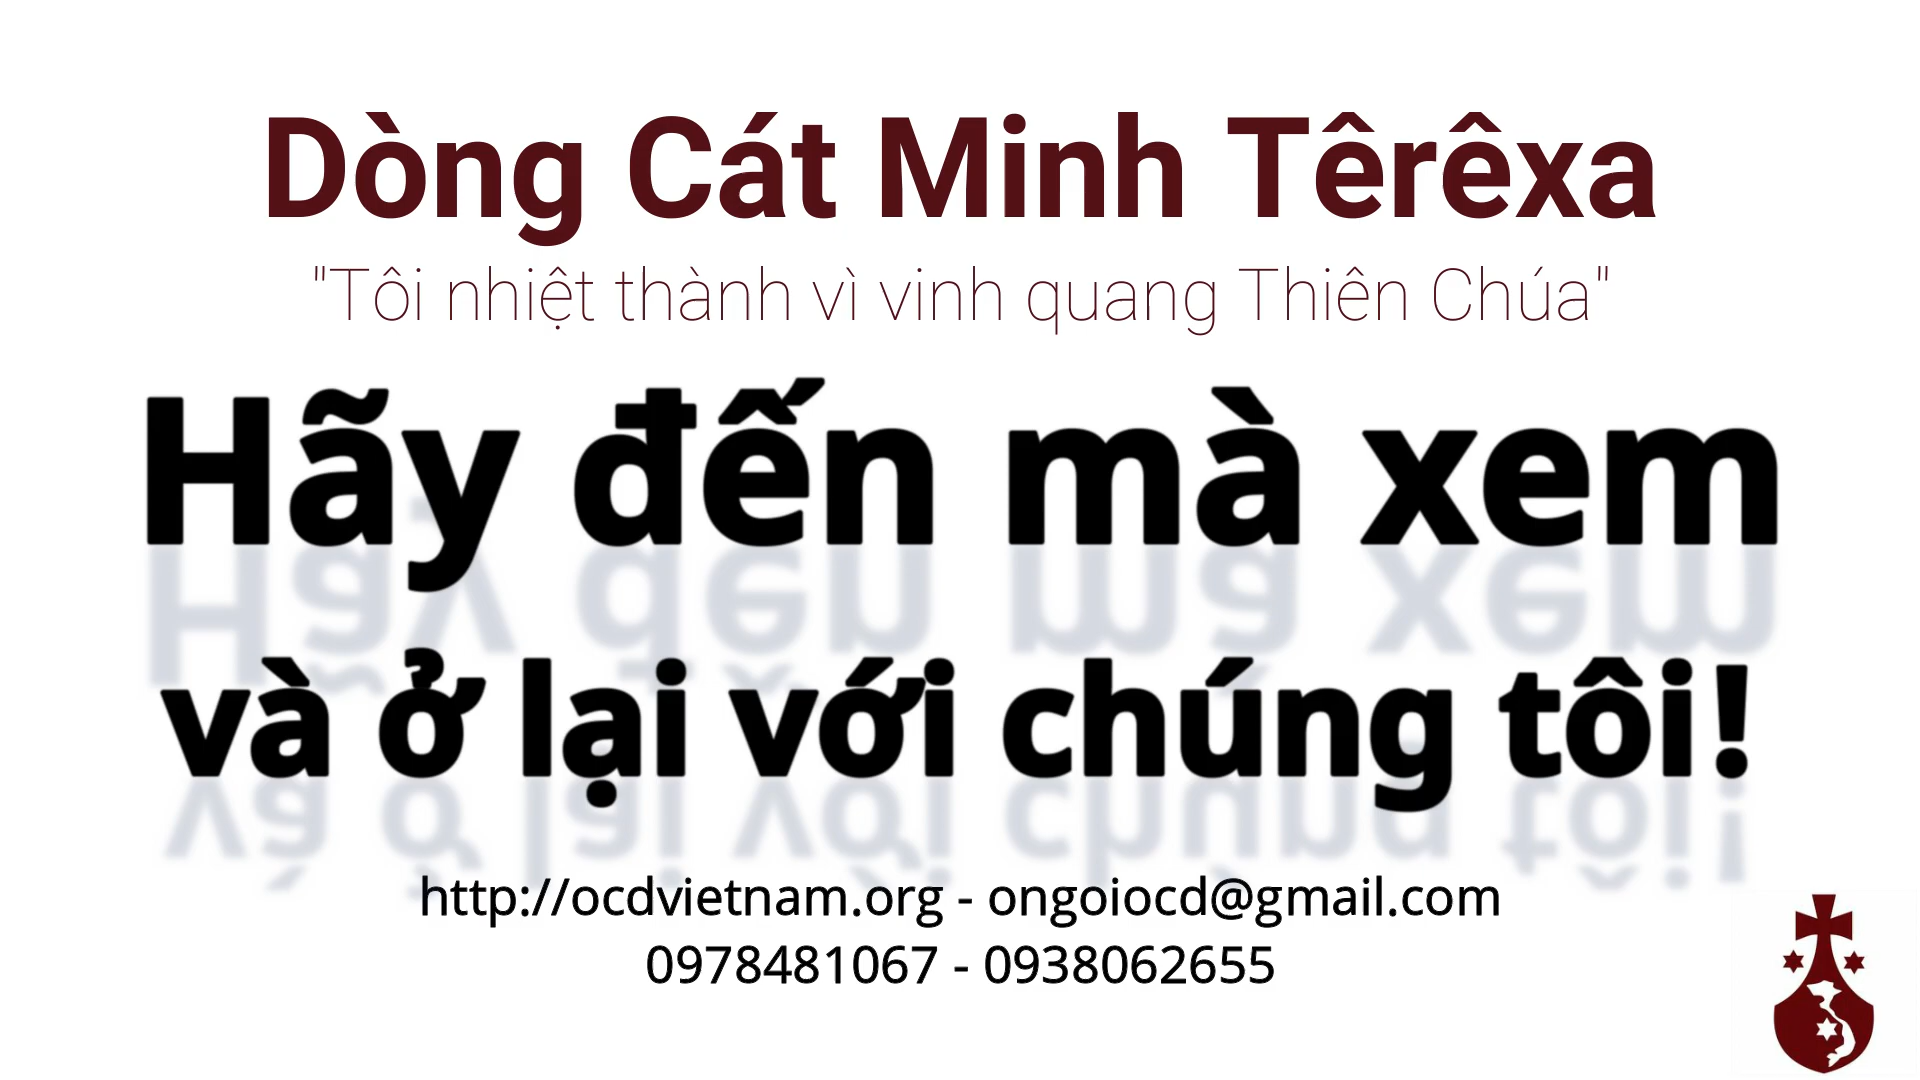 Dòng Cát Minh Têrêxa
"Tôi nhiệt thành vì vinh quang Thiên Chúa"
Hãy đến mà xem
và ở lại với chúng tôi!
http://ocdvietnam.org - ongoiocd@gmail.com
0978481067 - 0938062655